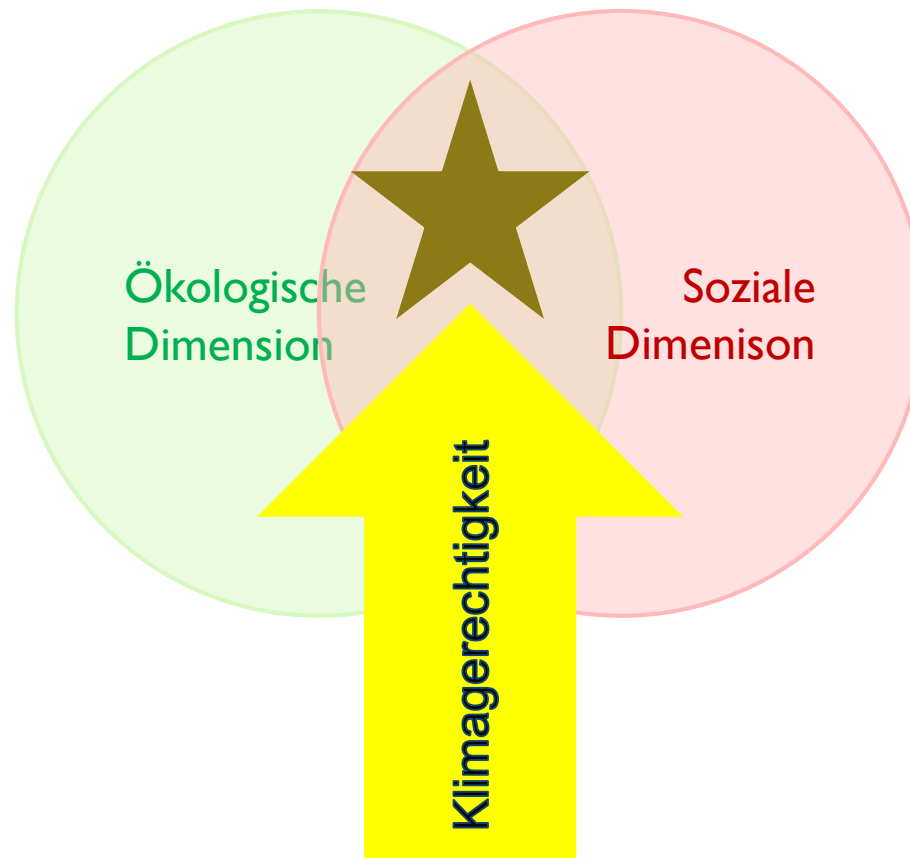 Ökologische
Dimension
Soziale
Dimenison
Klimagerechtigkeit